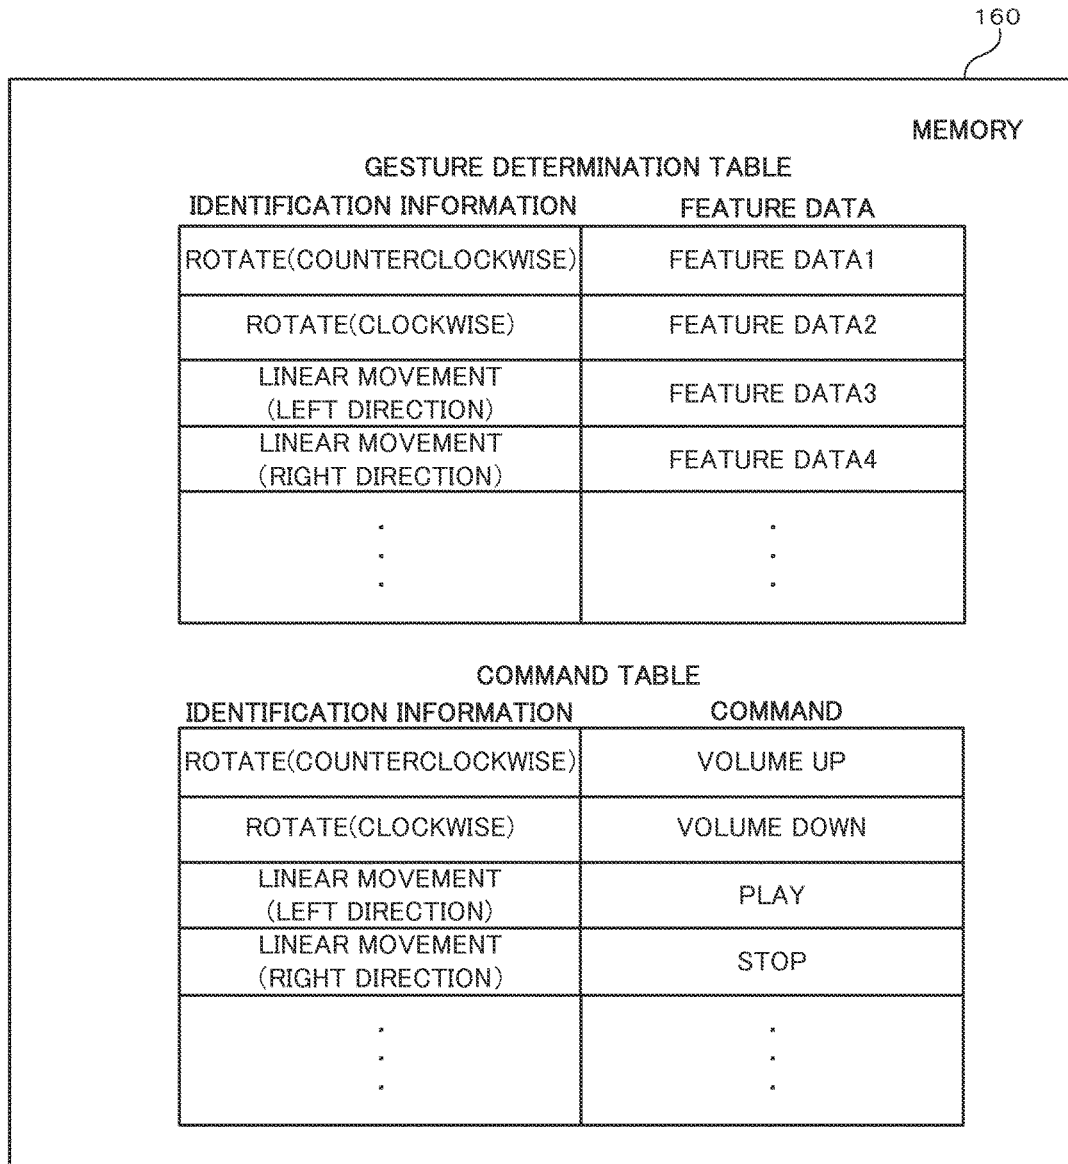 160
MEMORY
GESTURE DETERMINATION TABLE
IDENTIFICATION INFORMATION FEATURE DATA
ROTATE(COUNTERCLOCKWISE) FEATURE DATA1
ROTATE(CLOCKWISE) FEATURE DATA2
LINEAR MOVEMENT
(LEFT DIRECTION) FEATURE DATA3
LINEAR MOVEMENT
(RIGHT DIRECTION) FEATURE DATA4
COMMAND TABLE
IDENTIFICATION INFORMATION COMMAND
ROTATE(COUNTERCLOCKWISE) VOLUME UP
ROTATE(CLOCKWISE) VOLUME DOWN
LINEAR MOVEMENT
(LEFT DIRECTION) PLAY
LINEAR MOVEMENT
(RIGHT DIRECTION) STOP